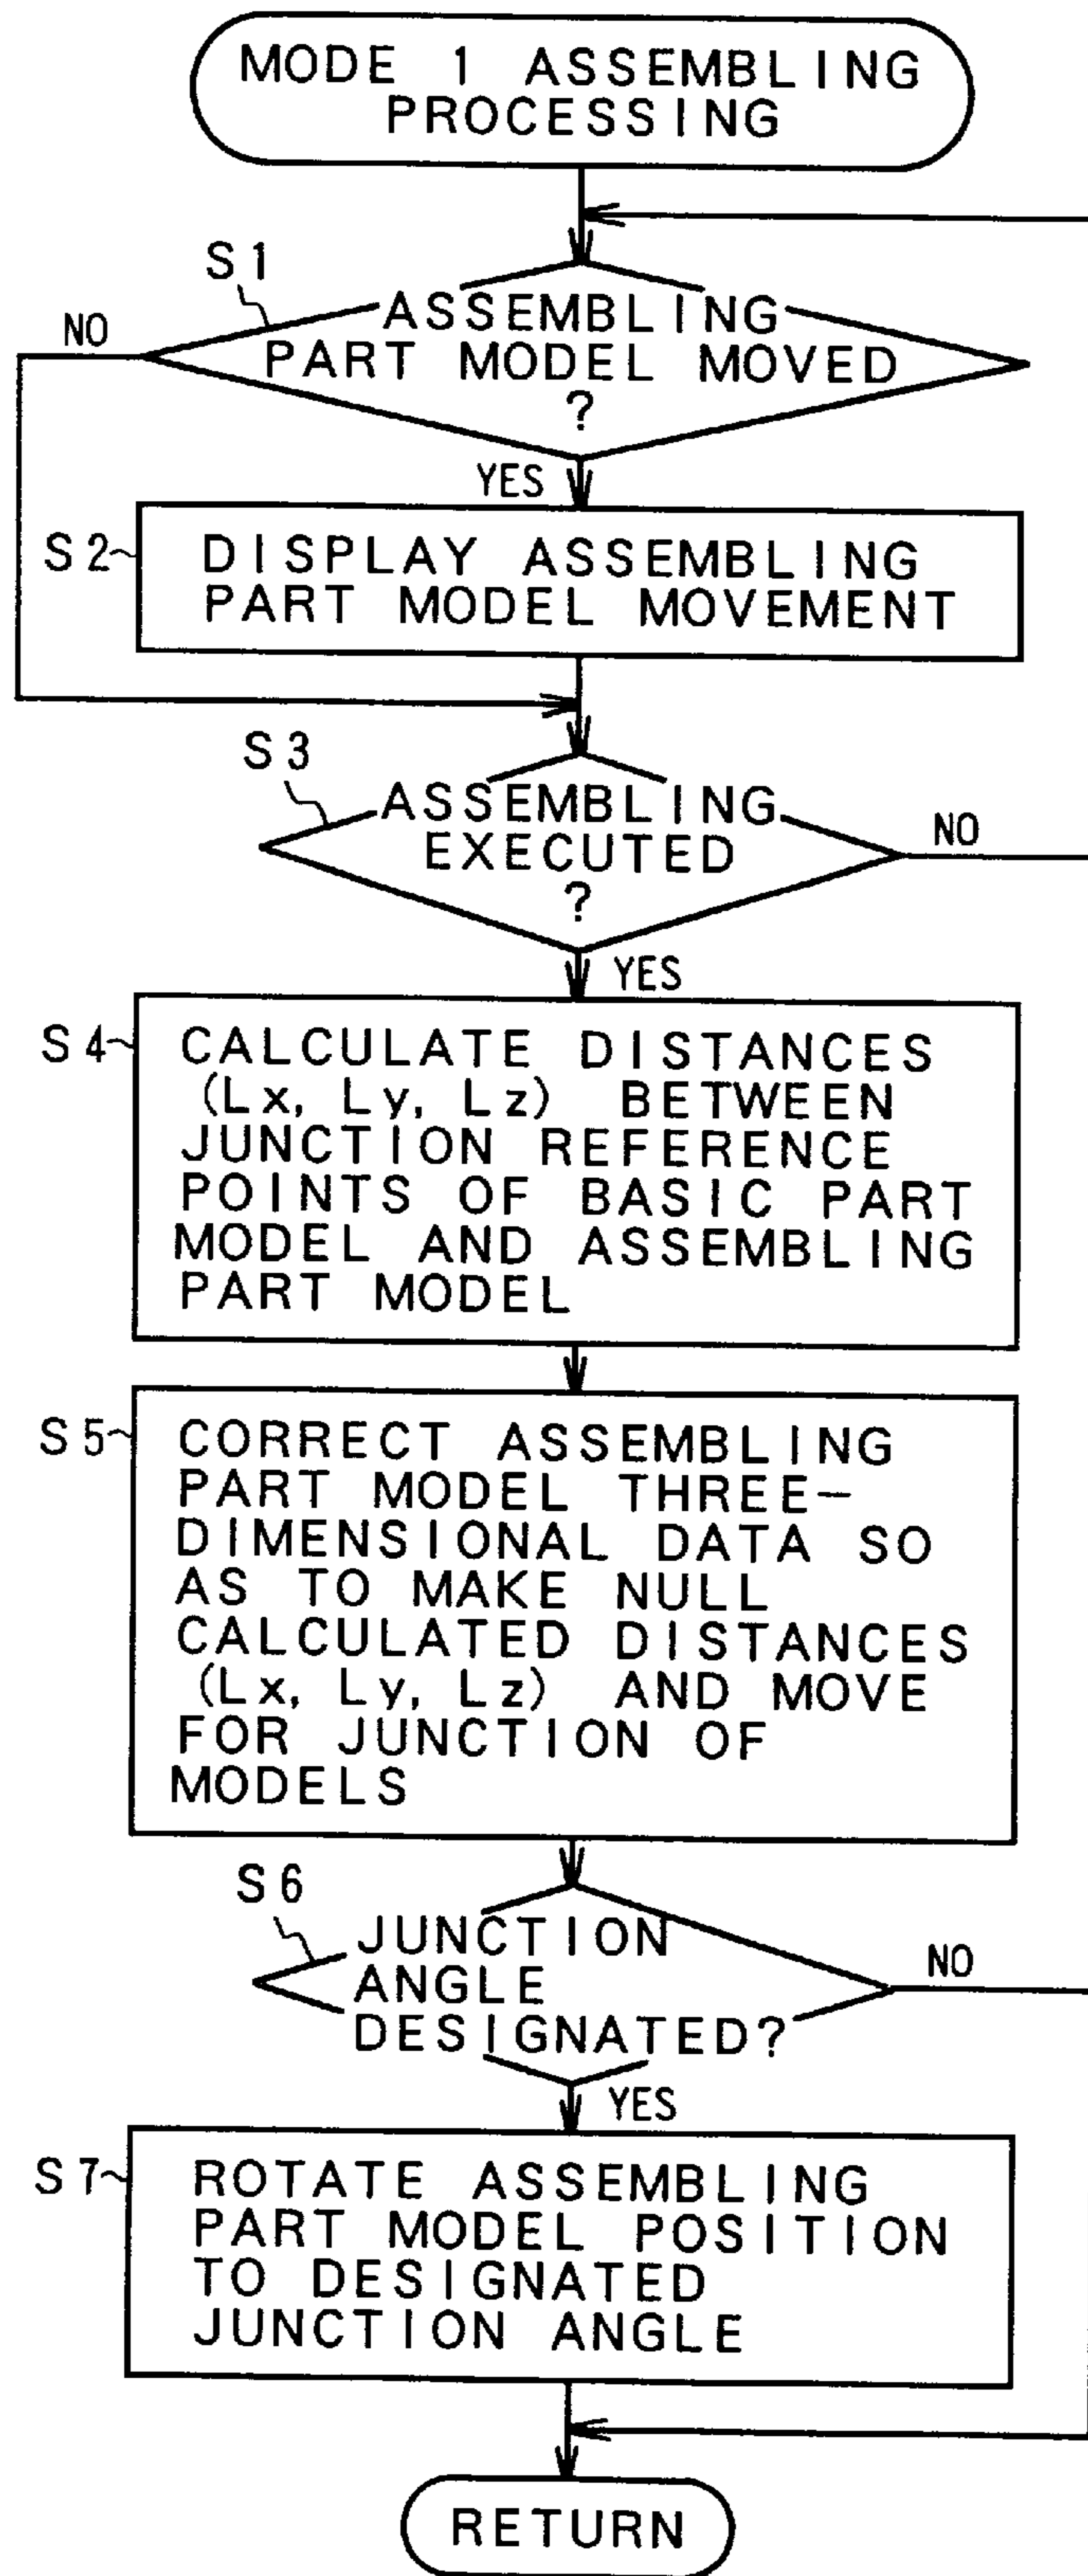 MODE 1 ASSEMBLING
PROCESSING
S1
NO
ASSEMBLING
PART MODEL MOVED
?
YES
S2
DISPLAY ASSEMBLING
PART MODEL MOVEMENT
S3
ASSEMBLING
EXECUTED
?
NO
YES
S4
CALCULATE DISTANCES
(Lx, Ly, Lz) BETWEEN
JUNCTION REFERENCE
POINTS OF BASIC PART
MODEL AND ASSEMBLING
PART MODEL
S5
CORRECT ASSEMBLING
PART MODEL THREE-
DIMENSIONAL DATA SO
AS TO MAKE NULL
CALCULATED DISTANCES
(Lx, Ly, Lz) AND MOVE
FOR JUNCTION OF
MODELS
S6
JUNCTION
ANGLE
DESIGNATED?
NO
YES
S7
ROTATE ASSEMBLING
PART MODEL POSITION
TO DESIGNATED
JUNCTION ANGLE
RETURN